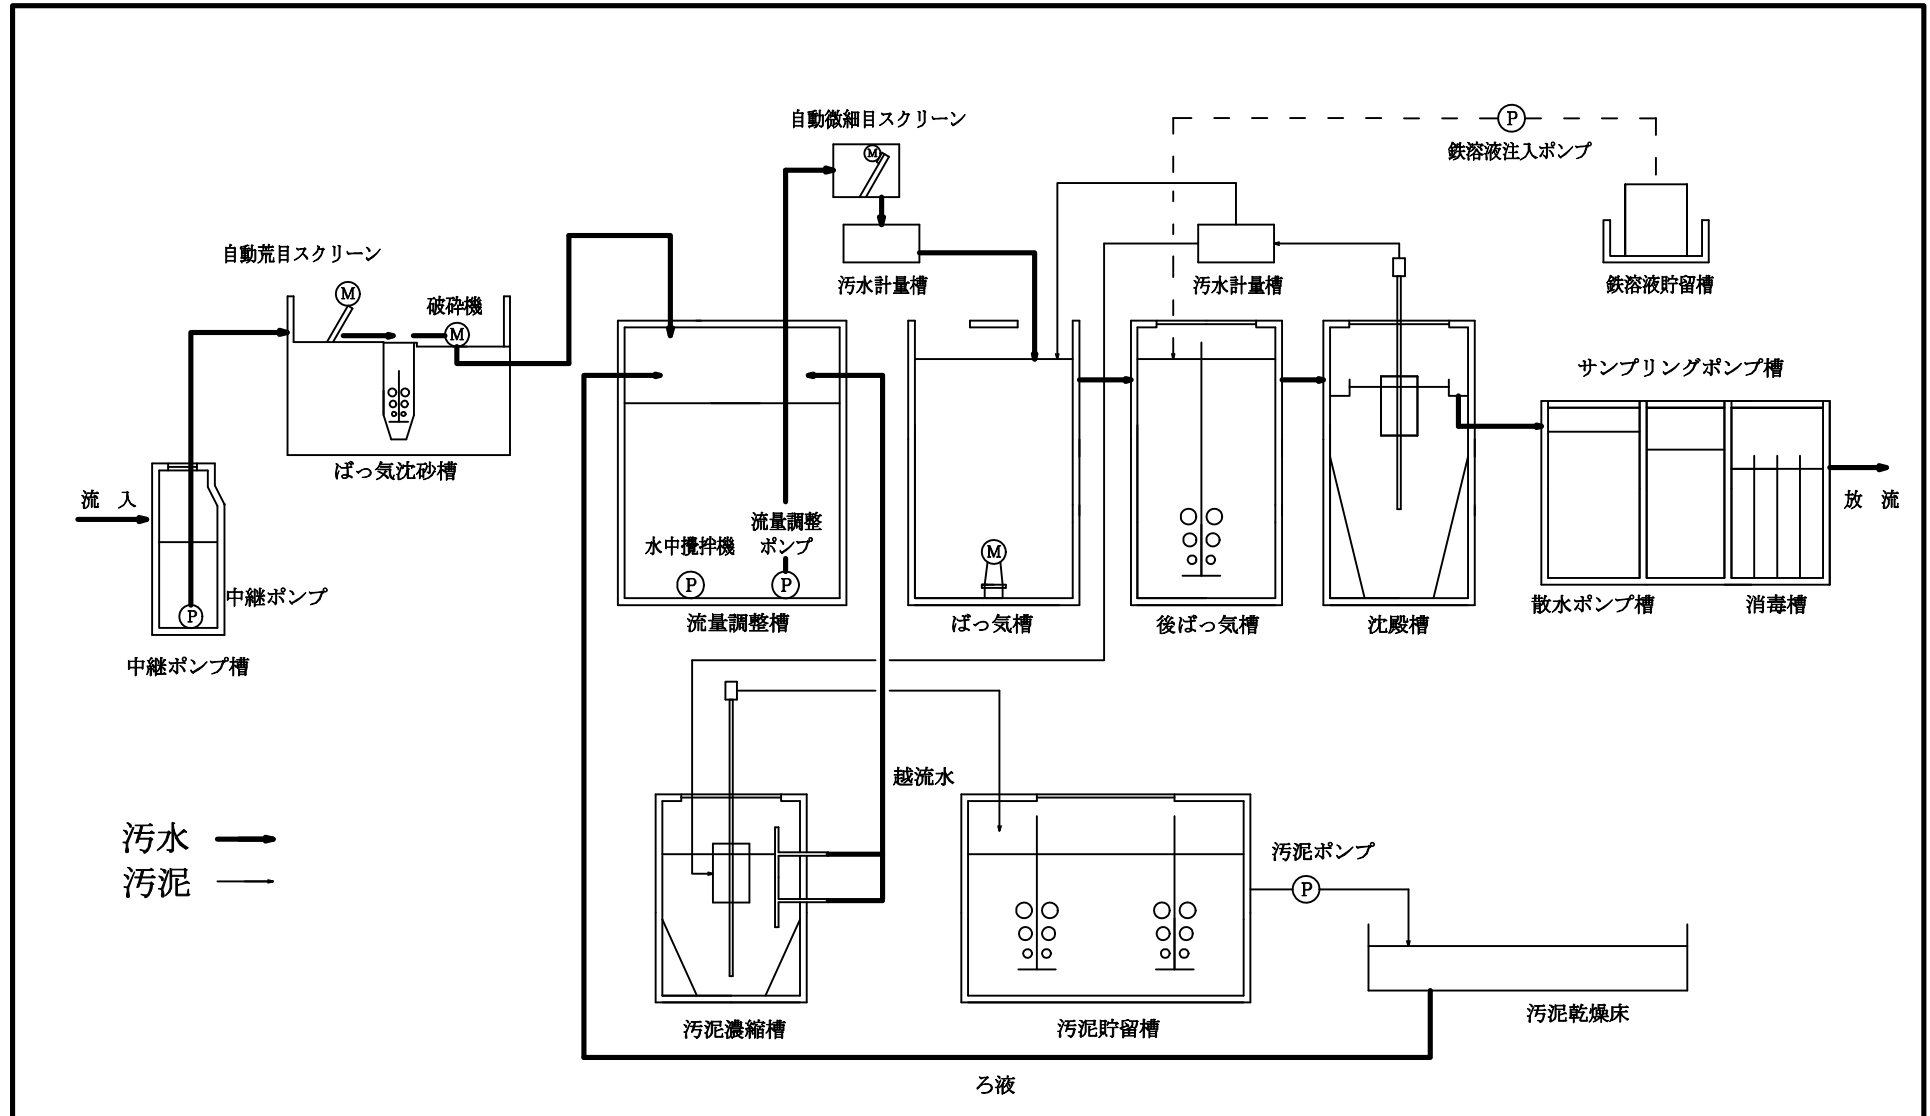 自動微細目スクリーン
M
P
鉄溶液注入ポンプ
自動荒目スクリーン
M
破砕機
M
汚水計量槽
汚水計量槽
鉄溶液貯留槽
サンプリングポンプ槽
ばっ気沈砂槽
流 入
放 流
流量調整
ポンプ
水中攪拌機
P
P
M
中継ポンプ
P
中継ポンプ槽
流量調整槽
ばっ気槽
後ばっ気槽
沈殿槽
散水ポンプ槽
消毒槽
越流水
汚水
汚泥
汚泥ポンプ
P
汚泥濃縮槽
汚泥貯留槽
汚泥乾燥床
ろ液